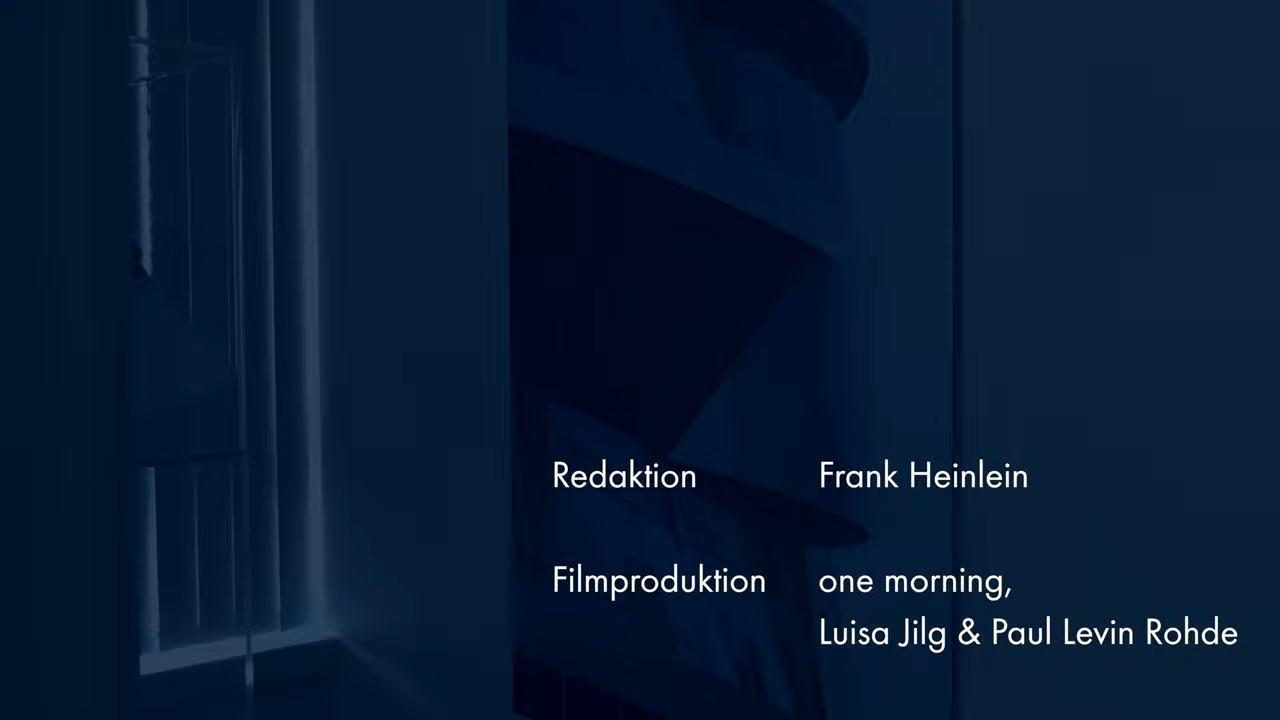 Redaktion Frank Heinlein
Filmproduktion one morning,
Luisa Jilg & Paul Levin Rohde